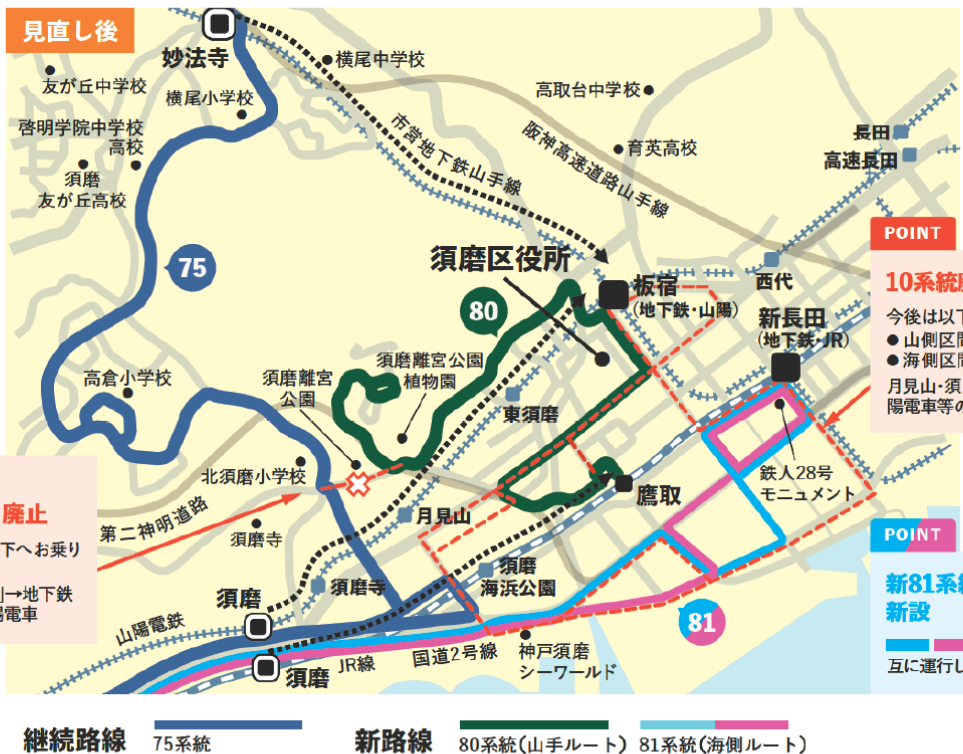 見直し後
妙法寺
横尾中学校
友が丘中学校
横尾小学校
高取台中学校
啓明学院中学校
高校
須磨
友が丘高校
市営地下鉄山手線
阪神高速道路山手線
育英高校
長田
高速長田
75
須磨区役所
板宿
(地下鉄・山陽)
西代
新長田
(地下鉄・JR)
80
POINT
10系統
今後は以下
●山側区間
●海側区間
月見山・須
陽電車等の
高倉小学校
須磨離宮
公園
須磨離宮公園
植物園
東須磨
北須磨小学校
鉄人28号
モニュメント
鷹取
廃止
下へお乗り
→地下鉄
電車
第二神明道路
須磨寺
月見山
須磨
海浜公園
須磨寺
須磨
山陽電鉄
須磨
JR線
国道2号線
神戸須磨
シーワールド
81
POINT
新81系
新設
互に運行し
継続路線
75系統
新路線
80系統(山手ルート)
81系統(海側ルート)